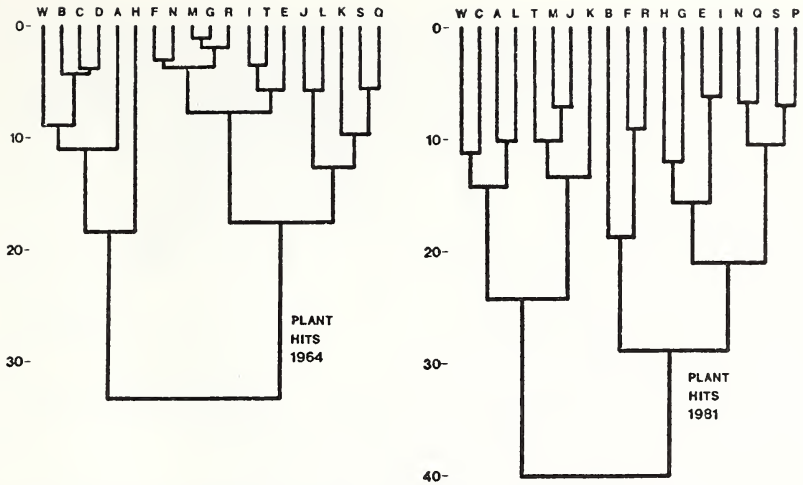 W B C D A H F N M G R I T E J L K S Q
0-
10-
20-
30-
PLANT
HITS
1964
W C A L T M J K B F R H G E I N Q S P
0-
10-
20-
30-
40-
PLANT
HITS
1981